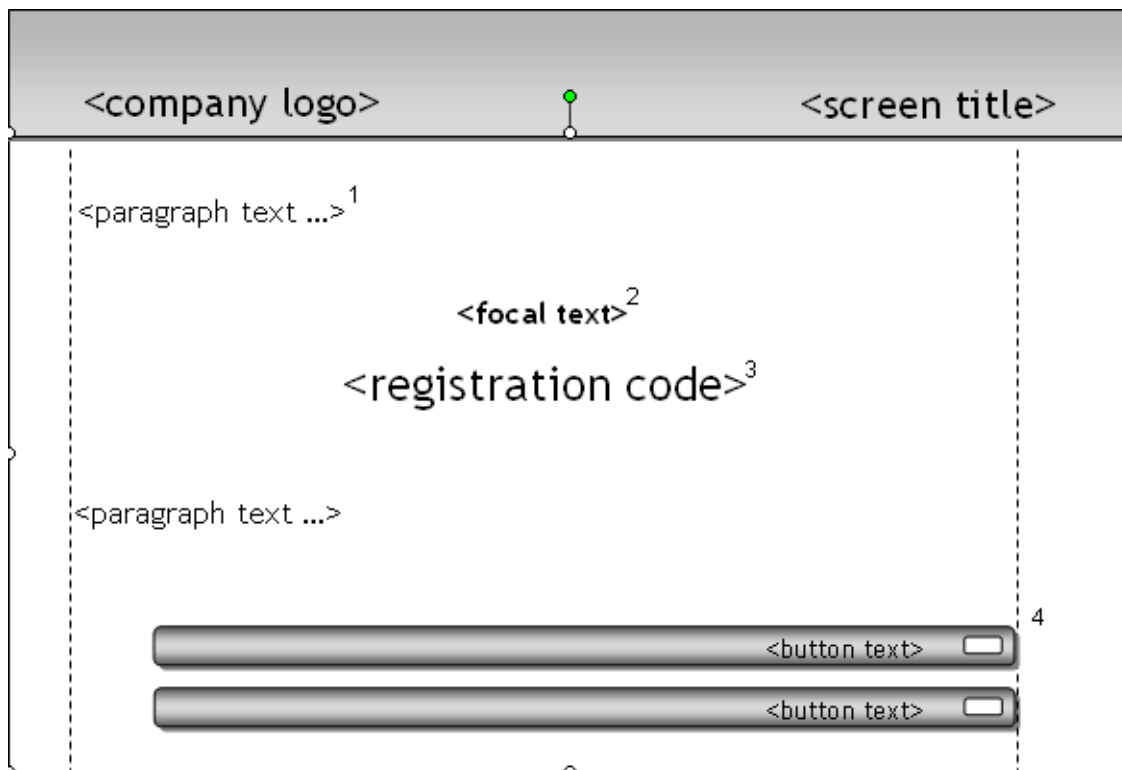 <company logo> <screen title>
<paragraph text ...>1
<focal text>2
<registration code>3
<paragraph text ...>
4
<button text>
<button text>